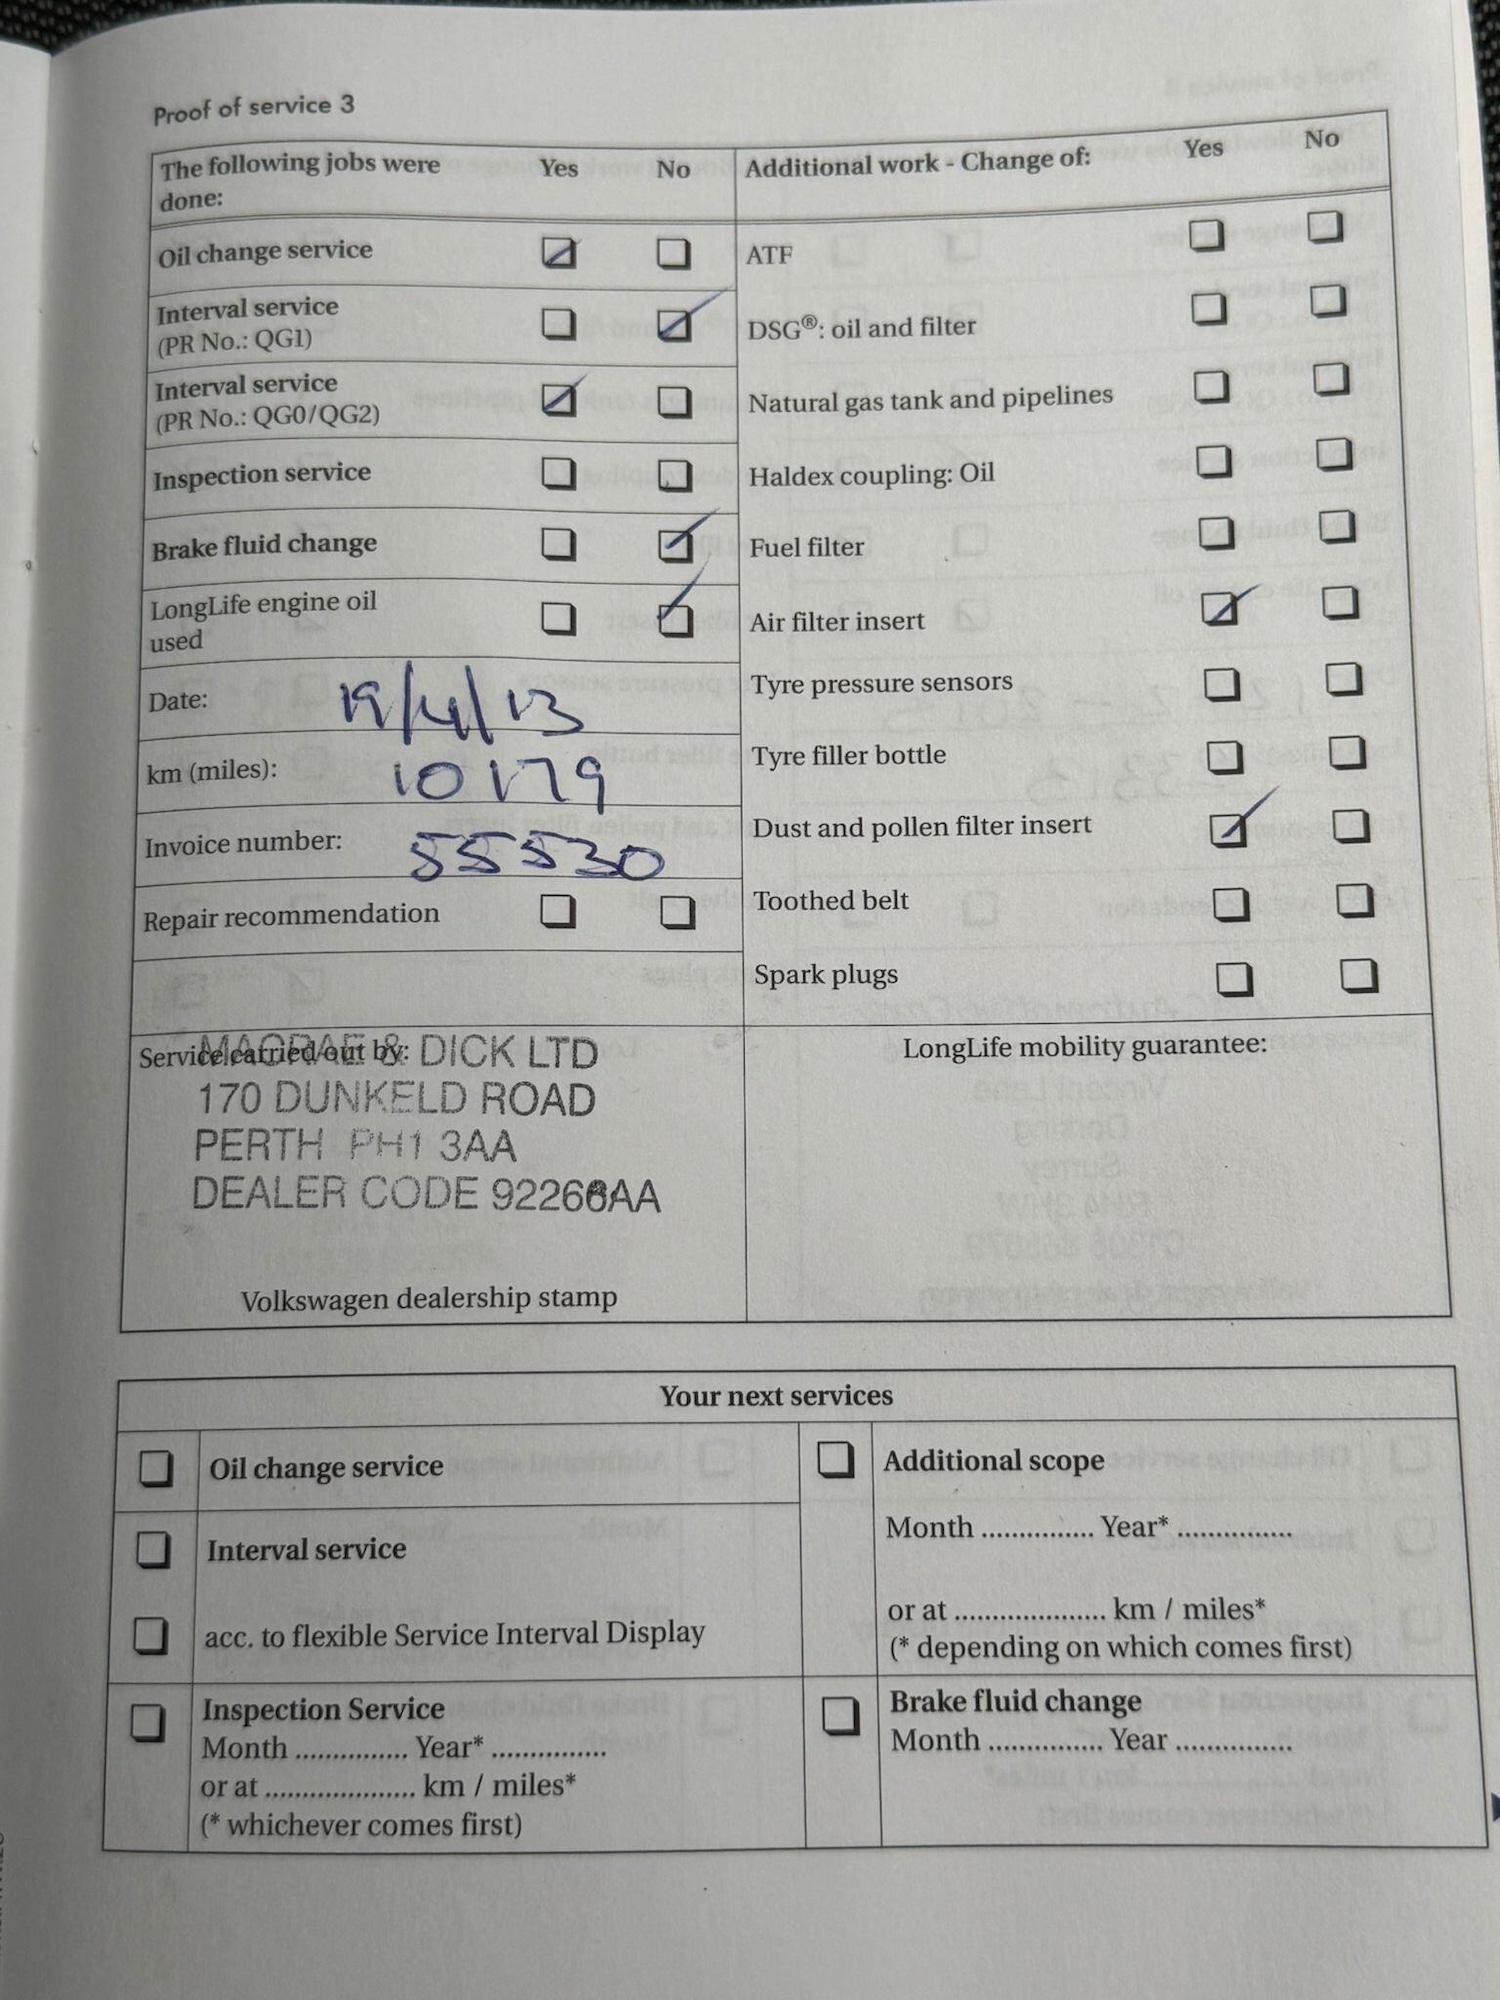 Proof of service 3
The following jobs were done: Yes No
Oil change service
Interval service
(PR No.: QG1)
Interval service
(PR No.: QG0/QG2)
Inspection service
Brake fluid change
LongLife engine oil
used
Date: 19/4/13
km (miles): 10179
Invoice number: 55530
Repair recommendation
Additional work - Change of: Yes No
ATF
DSG®: oil and filter
Natural gas tank and pipelines
Haldex coupling: Oil
Fuel filter
Air filter insert
Tyre pressure sensors
Tyre filler bottle
Dust and pollen filter insert
Toothed belt
Spark plugs
Service carried out by:
MACRAE & DICK LTD
170 DUNKELD ROAD
PERTH PH1 3AA
DEALER CODE 92266AA
Volkswagen dealership stamp
LongLife mobility guarantee:
Your next services
Oil change service
Interval service
acc. to flexible Service Interval Display
Inspection Service
Month ............... Year* ...............
or at .................... km / miles*
(* whichever comes first)
Additional scope
Month ............... Year* ...............
or at .................... km / miles*
(* depending on which comes first)
Brake fluid change
Month ............... Year ...............